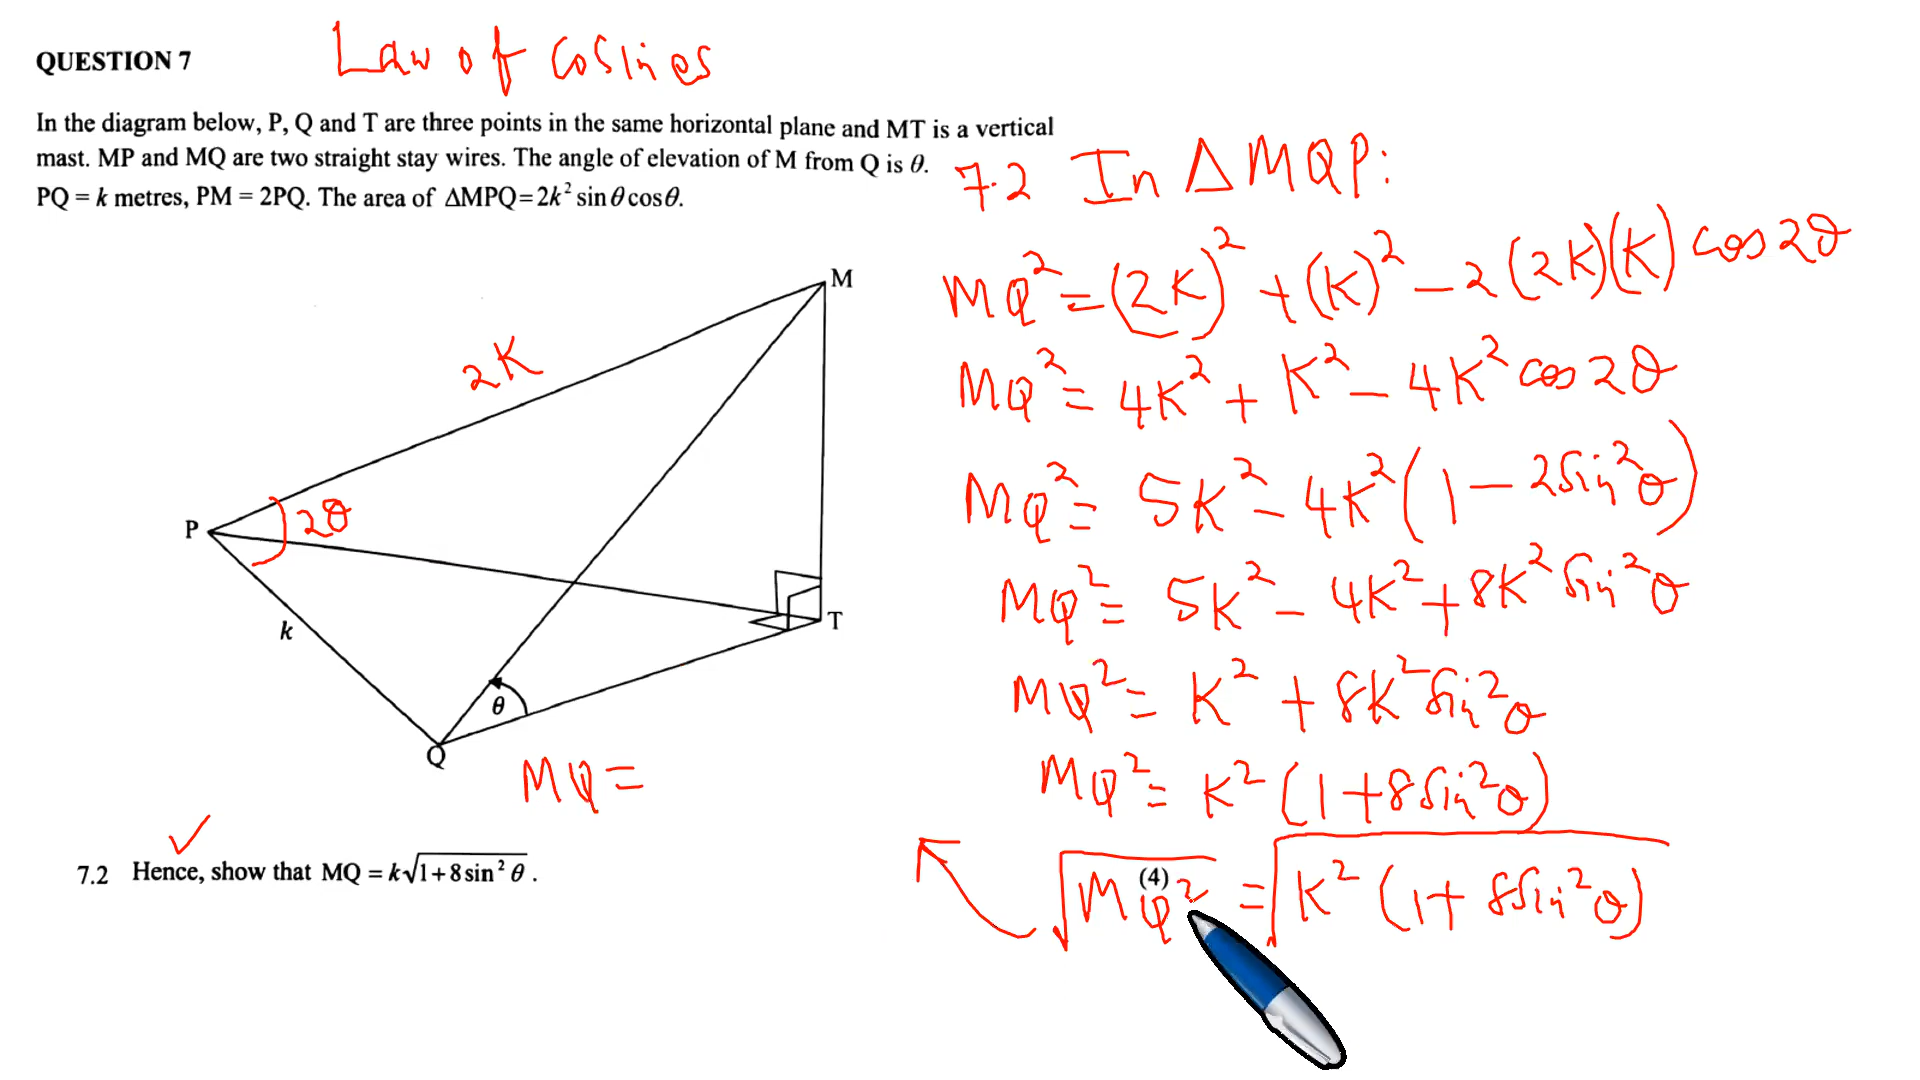 QUESTION 7
Law of cosines
In the diagram below, P, Q and T are three points in the same horizontal plane and MT is a vertical
mast. MP and MQ are two straight stay wires. The angle of elevation of M from Q is θ.
PQ = k metres, PM = 2PQ. The area of ΔMPQ = 2k² sin θ cos θ.
M
2K
P
2θ
k
T
θ
Q
MQ =
✓
7.2 Hence, show that MQ = k√(1+8 sin² θ) .
(4)
7.2 In ΔMQP:
MQ² = (2K)² + (K)² – 2(2K)(K) cos2θ
MQ² = 4K² + K² – 4K² cos2θ
MQ² = 5K² – 4K² (1 – 2Sin²θ)
MQ² = 5K² – 4K² + 8K² Sin²θ
MQ² = K² + 8K² Sin²θ
MQ² = K² (1 + 8Sin²θ)
√MQ² = √K² (1 + 8Sin²θ)